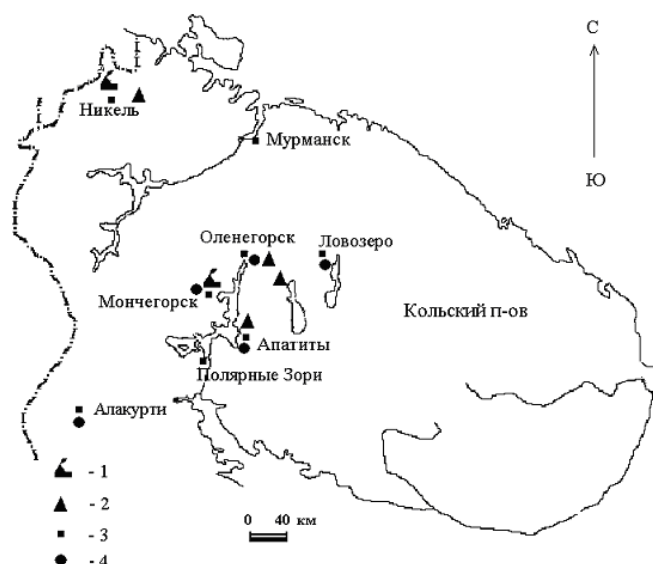 С
Никель
Мурманск
Ю
Оленегорск
Ловозеро
Мончегорск
Кольский п-ов
Апатиты
Полярные Зори
Алакурти
- 1
- 2
- 3
- 4
0 40 км